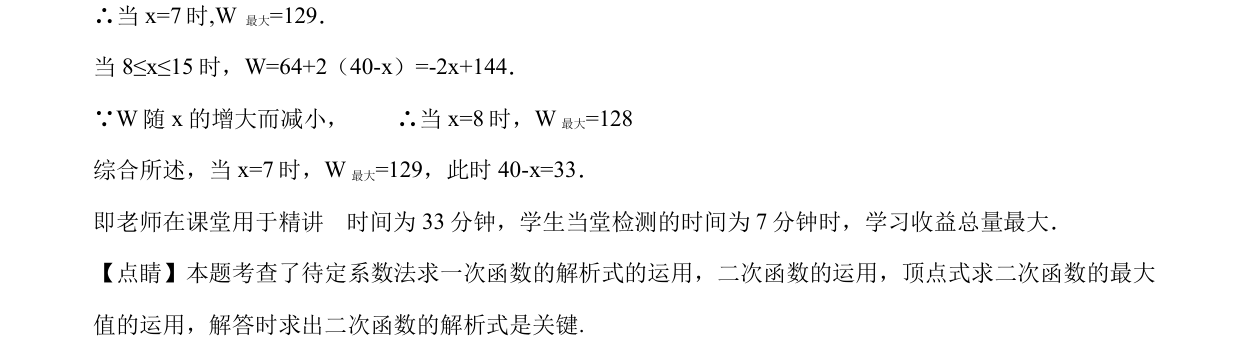 ∴当 x=7 时,W 最大=129．
当 8≤x≤15 时，W=64+2（40-x）=-2x+144．
∵W 随 x 的增大而减小， ∴当 x=8 时，W 最大=128
综合所述，当 x=7 时，W 最大=129，此时 40-x=33．
即老师在课堂用于精讲 时间为 33 分钟，学生当堂检测的时间为 7 分钟时，学习收益总量最大．
【点睛】本题考查了待定系数法求一次函数的解析式的运用，二次函数的运用，顶点式求二次函数的最大
值的运用，解答时求出二次函数的解析式是关键.